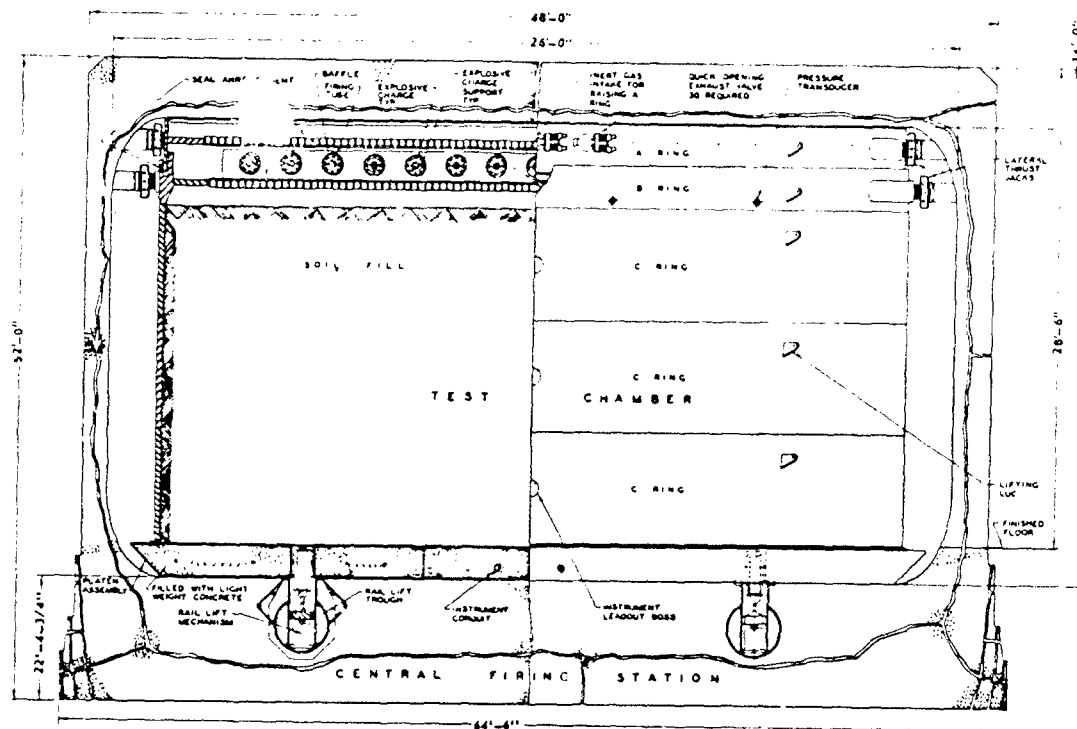 48'-0"
26'-0"
SEAL
BAFFLE
FIRING
TUBE
EXPLOSIVE
CHARGE
TYP
EXPLOSIVE
CHARGE
SUPPORT
TYP
INERT GAS
INTAKE FOR
RAISING A
RING
QUICK OPENING
EXHAUST VALVE
30 REQUIRED
PRESSURE
TRANSDUCER
A RING
LATERAL
THRUST
JACKS
B RING
SOIL FILL
C RING
52'-0"
28'-6"
C RING
TEST CHAMBER
C RING
LIFTING
LUG
FINISHED
FLOOR
PLATEN
ASSEMBLY
FILLED WITH LIGHT
WEIGHT CONCRETE
RAIL LIFT
MECHANISM
RAIL LIFT
TROUGH
INSTRUMENT
CORUIT
INSTRUMENT
LEADOUT BOSS
22'-4-3/4"
CENTRAL FIRING STATION
64'-6"